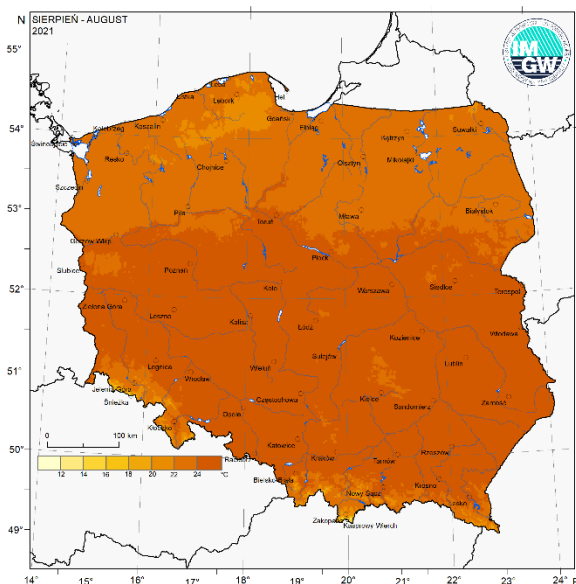 N
SIERPIEŃ - AUGUST
2021
IM
GW
55°
54°
53°
52°
51°
50°
49°
Łeba
Ustka
Lębork
Hel
Gdańsk
Elbląg
Kołobrzeg
Koszalin
Świnoujście
Resko
Szczecin
Chojnice
Piła
Kętrzyn
Suwałki
Olsztyn
Mikołajki
Białystok
Mława
Toruń
Gorzów Wlkp.
Słubice
Poznań
Płock
Koło
Warszawa
Siedlce
Terespol
Zielona Góra
Leszno
Kalisz
Łódź
Kozienice
Włodawa
Legnica
Wrocław
Wieluń
Sulejów
Lublin
Jelenia Góra
Śnieżka
Kłodzko
Opole
Częstochowa
Kielce
Sandomierz
Zamość
Racibórz
Katowice
Kraków
Tarnów
Rzeszów
Bielsko-Biała
Nowy Sącz
Krosno
Lesko
Zakopane
Kasprowy Wierch
0 50 100 km
12 14 16 18 20 22 24 °C
14° 15° 16° 17° 18° 19° 20° 21° 22° 23° 24° E